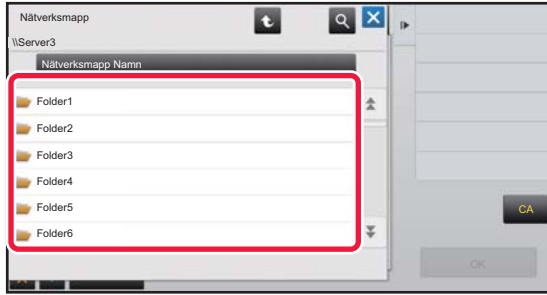 Nätverksmapp
\\Server3
Nätverksmapp Namn
Folder1
Folder2
Folder3
Folder4
Folder5
Folder6
CA
OK